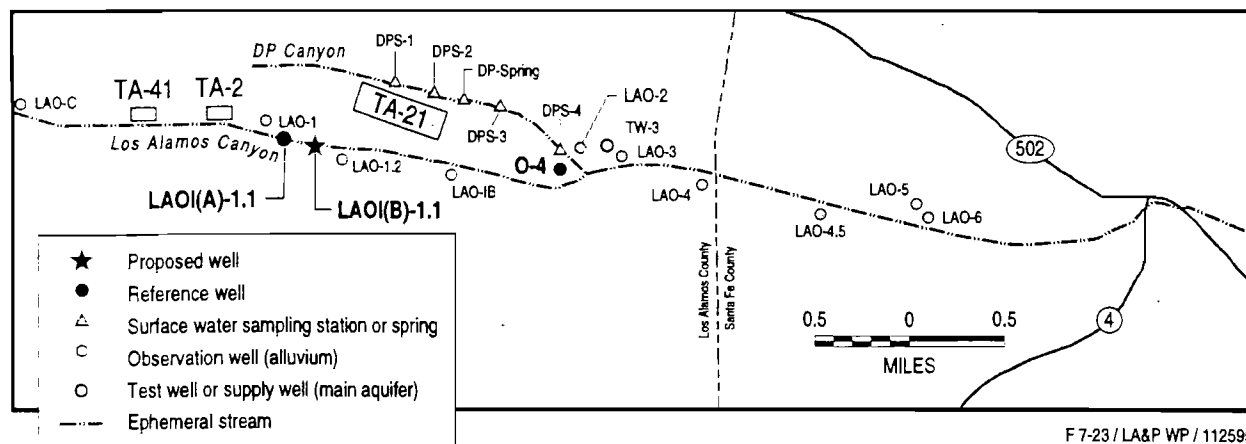 DPS-1
DPS-2
DP Canyon
DP-Spring
TA-41
TA-2
LAO-C
LAO-1
TA-21
DPS-3
DPS-4
LAO-2
TW-3
LAO-3
Los Alamos Canyon
LAO-1.2
LAO-IB
O-4
LAO-4
LAO-5
LAO-6
LAO-4.5
502
4
LAOI(A)-1.1
LAOI(B)-1.1
Los Alamos County
Santa Fe County
0.5 0 0.5
MILES
Proposed well
Reference well
Surface water sampling station or spring
Observation well (alluvium)
Test well or supply well (main aquifer)
Ephemeral stream
F 7-23 / LA&P WP / 112595